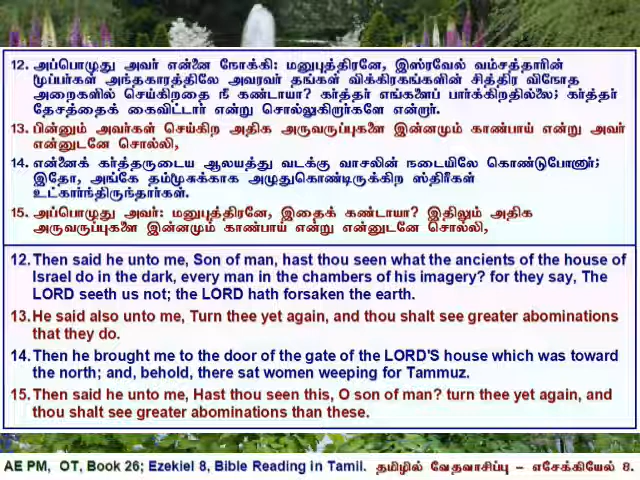 12. அப்பொழுது அவர் என்னை நோக்கி: மனுபுத்திரனே, இஸ்ரவேல் வம்சத்தாரின்
மூப்பர்கள் அந்தகாரத்திலே அவரவர் தங்கள் விக்கிரகங்களின் சித்திர விநோத
அறைகளில் செய்கிறதை நீ கண்டாயா? கர்த்தர் எங்களைப் பார்க்கிறதில்லை; கர்த்தர்
தேசத்தைக் கைவிட்டார் என்று சொல்லுகிறார்களே என்றார்.
13. பின்னும் அவர்கள் செய்கிற அதிக அருவருப்புகளை இன்னமும் காண்பாய் என்று அவர்
என்னுடனே சொல்லி,
14. என்னைக் கர்த்தருடைய ஆலயத்து வடக்கு வாசலின் நடையிலே கொண்டுபோனார்;
இதோ, அங்கே தம்மூசுக்காக அழுதுகொண்டிருக்கிற ஸ்திரீகள்
உட்கார்ந்திருந்தார்கள்.
15. அப்பொழுது அவர்: மனுபுத்திரனே, இதைக் கண்டாயா? இதிலும் அதிக
அருவருப்புகளை இன்னமும் காண்பாய் என்று என்னுடனே சொல்லி,
12. Then said he unto me, Son of man, hast thou seen what the ancients of the house of
Israel do in the dark, every man in the chambers of his imagery? for they say, The
LORD seeth us not; the LORD hath forsaken the earth.
13. He said also unto me, Turn thee yet again, and thou shalt see greater abominations
that they do.
14. Then he brought me to the door of the gate of the LORD'S house which was toward
the north; and, behold, there sat women weeping for Tammuz.
15. Then said he unto me, Hast thou seen this, O son of man? turn thee yet again, and
thou shalt see greater abominations than these.
AE PM, OT, Book 26; Ezekiel 8, Bible Reading in Tamil. தமிழில் வேதவாசிப்பு – எசேக்கியேல் 8.